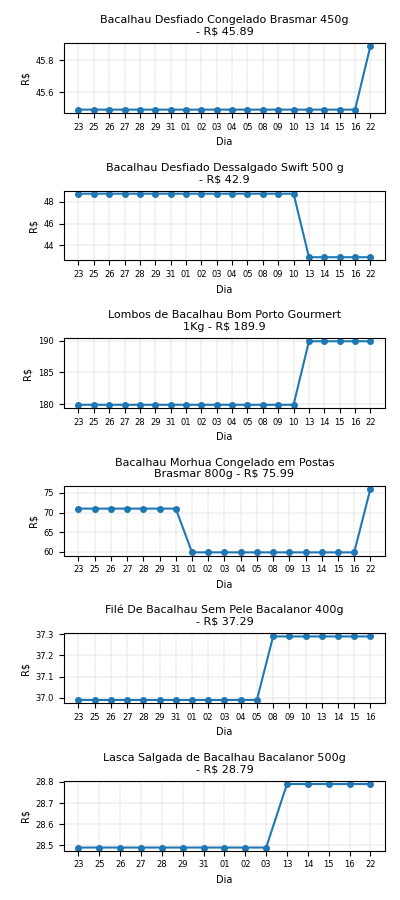 Bacalhau Desfiado Congelado Brasmar 450g
- R$ 45.89
45.8
45.6
R$
23 25 26 27 28 29 31 01 02 03 04 05 08 09 10 13 14 15 16 22
Dia
Bacalhau Desfiado Dessalgado Swift 500 g
- R$ 42.9
48
46
44
R$
23 25 26 27 28 29 31 01 02 03 04 05 08 09 10 13 14 15 16 22
Dia
Lombos de Bacalhau Bom Porto Gourmert
1Kg - R$ 189.9
190
185
180
R$
23 25 26 27 28 29 31 01 02 03 04 05 08 09 10 13 14 15 16 22
Dia
Bacalhau Morhua Congelado em Postas
Brasmar 800g - R$ 75.99
75
70
65
60
R$
23 25 26 27 28 29 31 01 02 03 04 05 08 09 10 13 14 15 16 22
Dia
Filé De Bacalhau Sem Pele Bacalanor 400g
- R$ 37.29
37.3
37.2
37.1
37.0
R$
23 25 26 27 28 29 31 01 02 03 04 05 08 09 10 13 14 15 16
Dia
Lasca Salgada de Bacalhau Bacalanor 500g
- R$ 28.79
28.8
28.7
28.6
28.5
R$
23 25 26 27 28 29 31 01 02 03 13 14 15 16 22
Dia